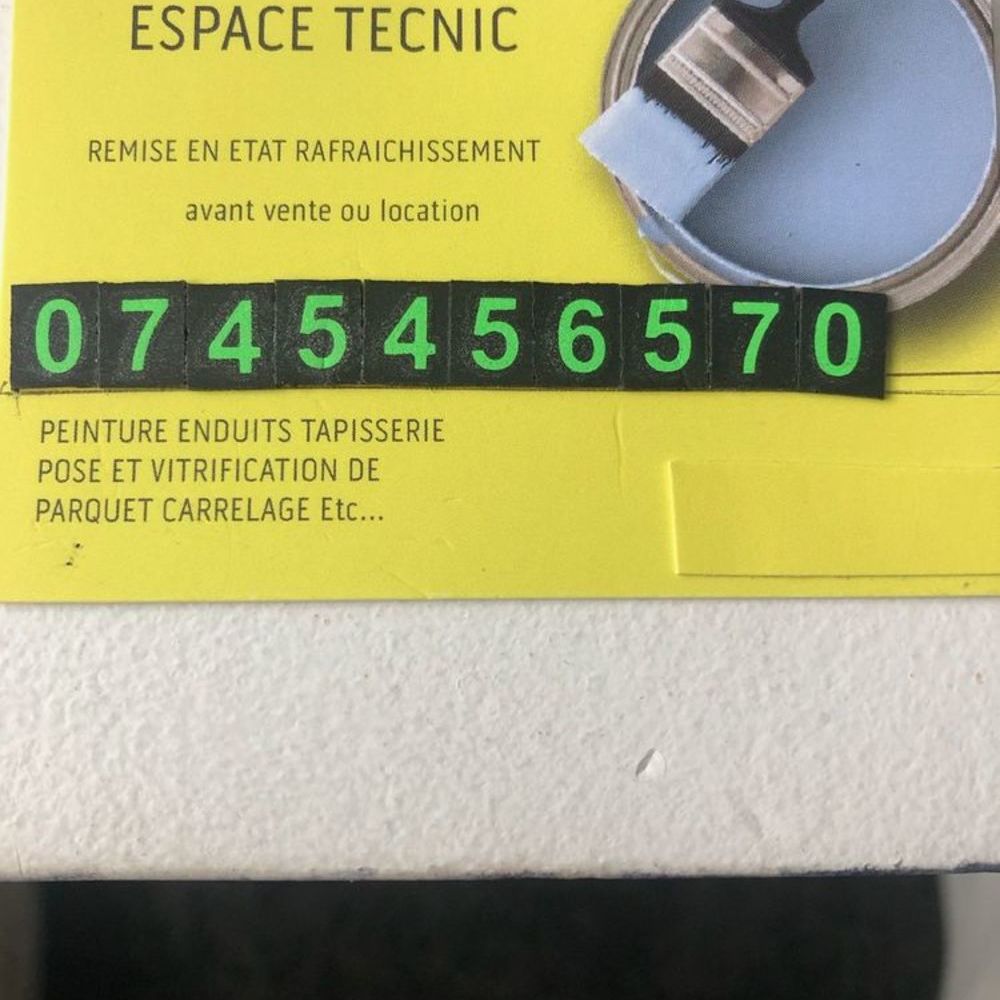 ESPACE TECNIC
REMISE EN ETAT RAFRAICHISSEMENT
avant vente ou location
0745456570
PEINTURE ENDUITS TAPISSERIE
POSE ET VITRIFICATION DE
PARQUET CARRELAGE Etc...